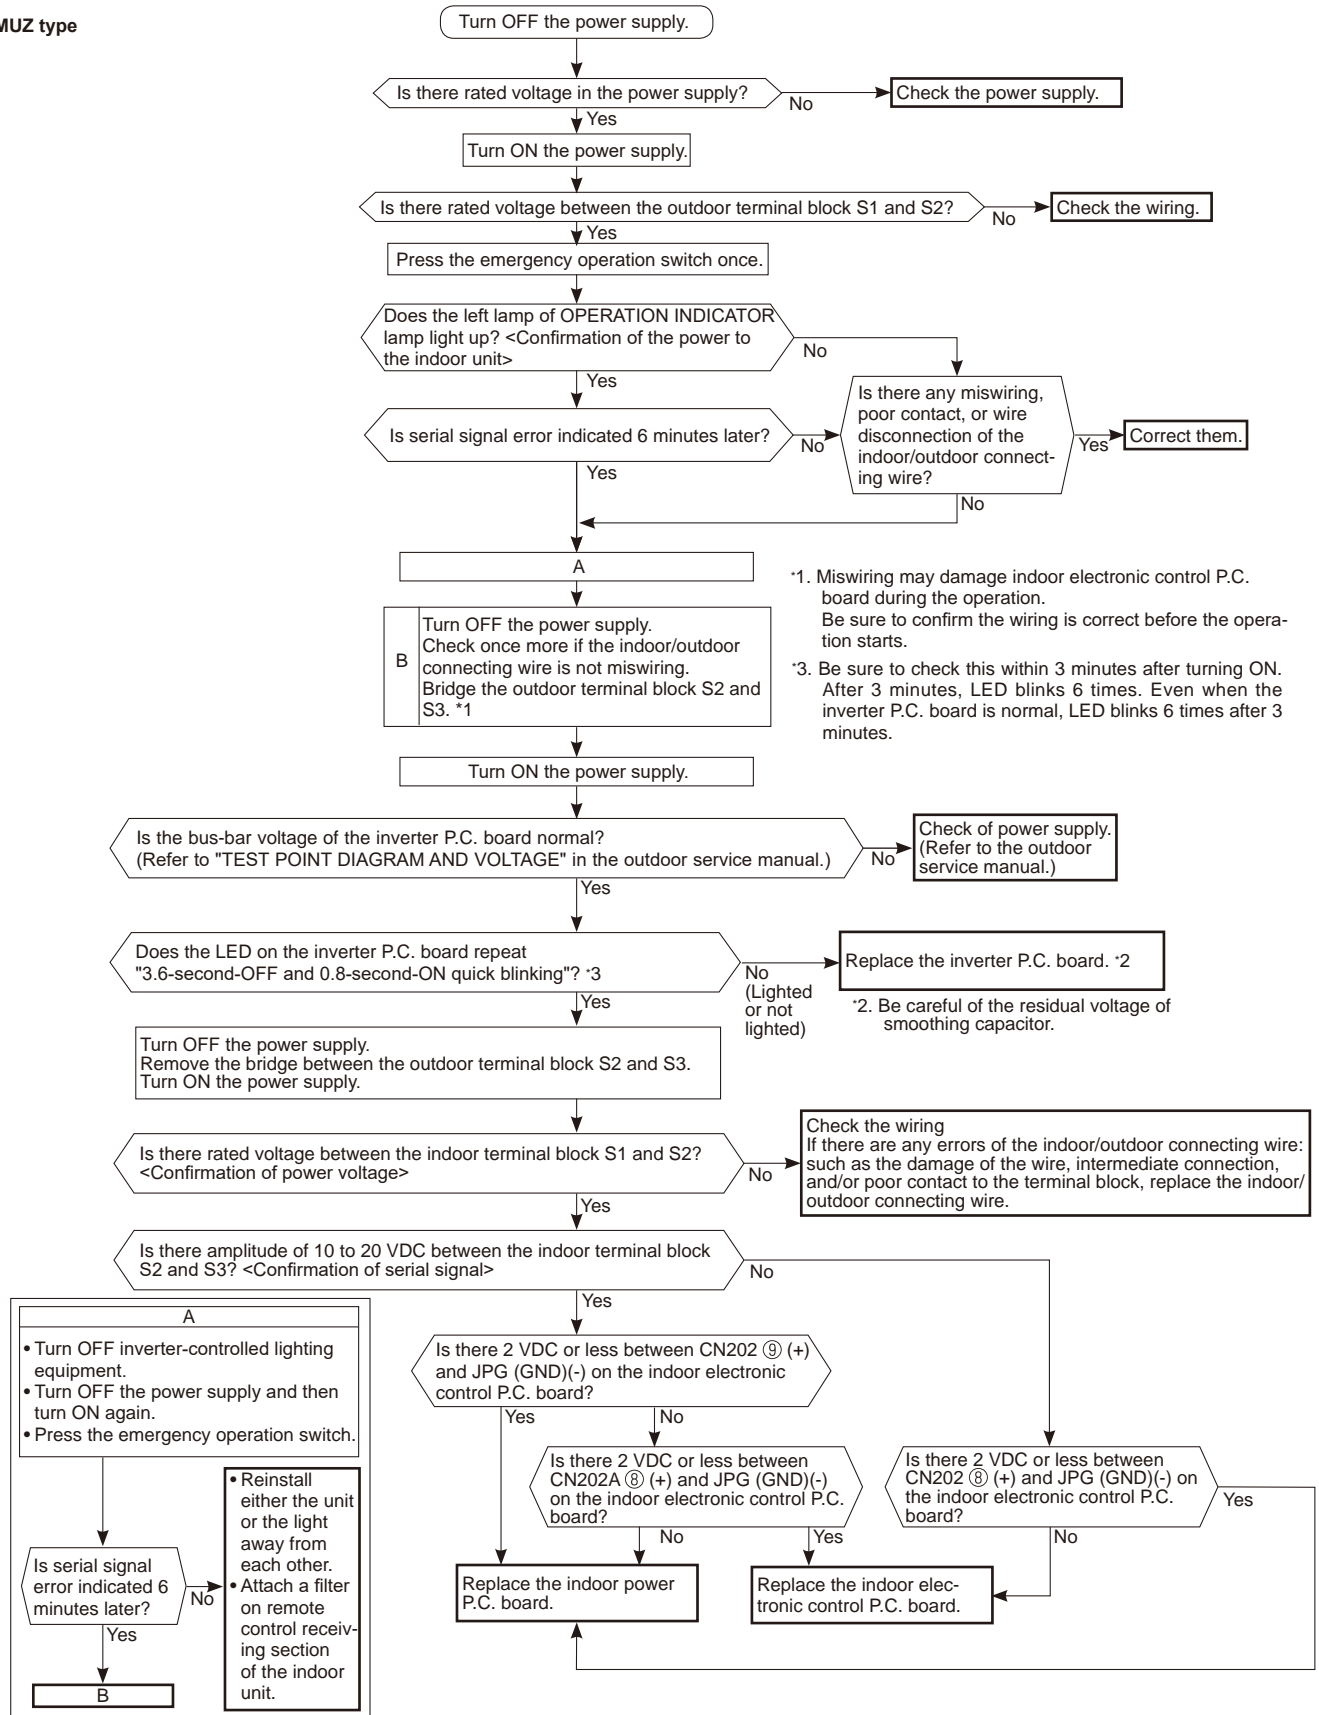 MUZ type
Turn OFF the power supply.
Is there rated voltage in the power supply?
No
Check the power supply.
Yes
Turn ON the power supply.
Is there rated voltage between the outdoor terminal block S1 and S2?
No
Check the wiring.
Yes
Press the emergency operation switch once.
Does the left lamp of OPERATION INDICATOR
lamp light up? <Confirmation of the power to
the indoor unit>
No
Yes
Is there any miswiring,
poor contact, or wire
disconnection of the
indoor/outdoor connect-
ing wire?
Yes
Correct them.
No
Is serial signal error indicated 6 minutes later?
No
Yes
A
B
Turn OFF the power supply.
Check once more if the indoor/outdoor
connecting wire is not miswiring.
Bridge the outdoor terminal block S2 and
S3. *1
*1. Miswiring may damage indoor electronic control P.C.
board during the operation.
Be sure to confirm the wiring is correct before the opera-
tion starts.
*3. Be sure to check this within 3 minutes after turning ON.
After 3 minutes, LED blinks 6 times. Even when the
inverter P.C. board is normal, LED blinks 6 times after 3
minutes.
Turn ON the power supply.
Is the bus-bar voltage of the inverter P.C. board normal?
(Refer to "TEST POINT DIAGRAM AND VOLTAGE" in the outdoor service manual.)
No
Check of power supply.
(Refer to the outdoor
service manual.)
Yes
Does the LED on the inverter P.C. board repeat
"3.6-second-OFF and 0.8-second-ON quick blinking"? *3
No
(Lighted
or not
lighted)
Replace the inverter P.C. board. *2
*2. Be careful of the residual voltage of
smoothing capacitor.
Yes
Turn OFF the power supply.
Remove the bridge between the outdoor terminal block S2 and S3.
Turn ON the power supply.
Is there rated voltage between the indoor terminal block S1 and S2?
<Confirmation of power voltage>
No
Check the wiring
If there are any errors of the indoor/outdoor connecting wire:
such as the damage of the wire, intermediate connection,
and/or poor contact to the terminal block, replace the indoor/
outdoor connecting wire.
Yes
Is there amplitude of 10 to 20 VDC between the indoor terminal block
S2 and S3? <Confirmation of serial signal>
No
Yes
Is there 2 VDC or less between CN202 ⑨ (+)
and JPG (GND)(-) on the indoor electronic
control P.C. board?
Yes
No
Is there 2 VDC or less between
CN202A ⑧ (+) and JPG (GND)(-)
on the indoor electronic control P.C.
board?
No
Yes
Is there 2 VDC or less between
CN202 ⑧ (+) and JPG (GND)(-) on
the indoor electronic control P.C.
board?
Yes
No
Replace the indoor power
P.C. board.
Replace the indoor elec-
tronic control P.C. board.
A
• Turn OFF inverter-controlled lighting
equipment.
• Turn OFF the power supply and then
turn ON again.
• Press the emergency operation switch.
Is serial signal
error indicated 6
minutes later?
No
• Reinstall
either the unit
or the light
away from
each other.
• Attach a filter
on remote
control receiv-
ing section
of the indoor
unit.
Yes
B